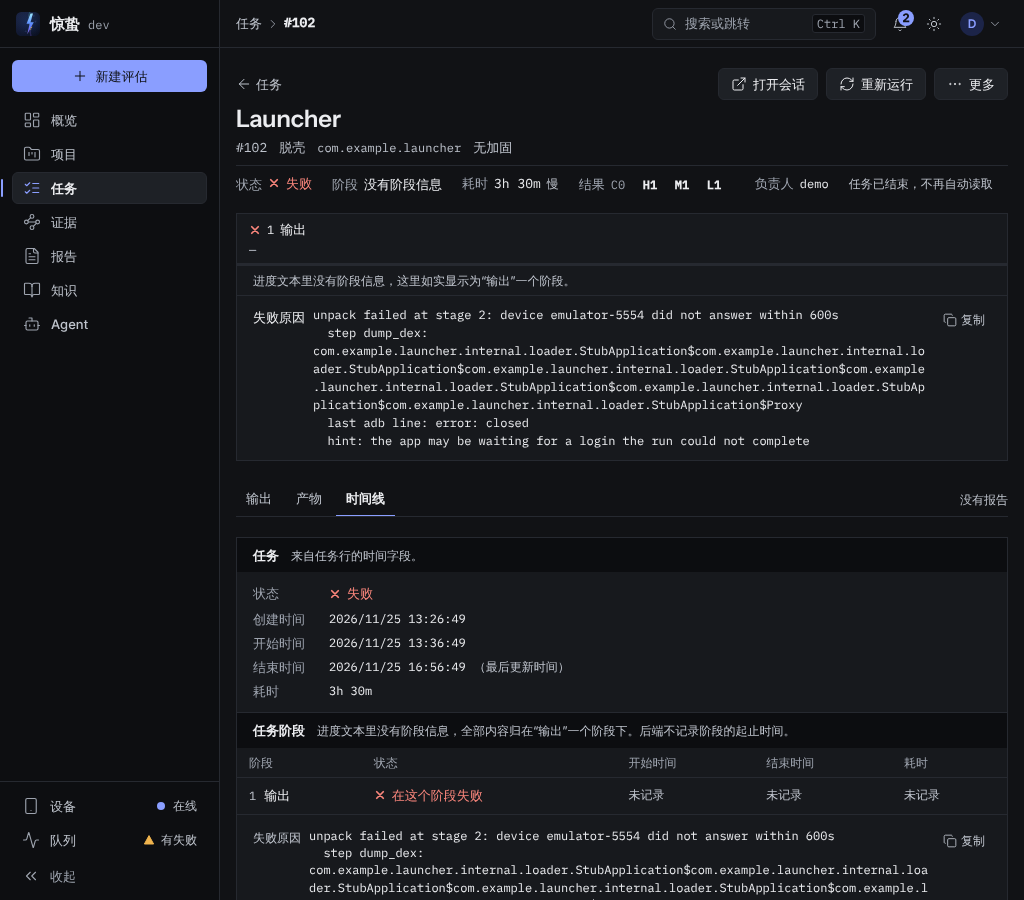 惊蛰 dev
任务 > #102
搜索或跳转 Ctrl K
2
D
新建评估
概览
项目
任务
证据
报告
知识
Agent
设备 在线
队列 有失败
收起
← 任务
打开会话
重新运行
··· 更多
Launcher
#102 脱壳 com.example.launcher 无加固
状态 × 失败 阶段 没有阶段信息 耗时 3h 30m 慢 结果 C0 H1 M1 L1 负责人 demo 任务已结束，不再自动读取
× 1 输出
—
进度文本里没有阶段信息，这里如实显示为“输出”一个阶段。
失败原因 unpack failed at stage 2: device emulator-5554 did not answer within 600s
step dump_dex:
com.example.launcher.internal.loader.StubApplication$com.example.launcher.internal.lo
ader.StubApplication$com.example.launcher.internal.loader.StubApplication$com.example
.launcher.internal.loader.StubApplication$com.example.launcher.internal.loader.StubAp
plication$com.example.launcher.internal.loader.StubApplication$Proxy
last adb line: error: closed
hint: the app may be waiting for a login the run could not complete
复制
输出 产物 时间线 没有报告
任务 来自任务行的时间字段。
状态 × 失败
创建时间 2026/11/25 13:26:49
开始时间 2026/11/25 13:36:49
结束时间 2026/11/25 16:56:49 （最后更新时间）
耗时 3h 30m
任务阶段 进度文本里没有阶段信息，全部内容归在“输出”一个阶段下。后端不记录阶段的起止时间。
阶段 状态 开始时间 结束时间 耗时
1 输出 × 在这个阶段失败 未记录 未记录 未记录
失败原因 unpack failed at stage 2: device emulator-5554 did not answer within 600s
step dump_dex:
com.example.launcher.internal.loader.StubApplication$com.example.launcher.internal.loa
der.StubApplication$com.example.launcher.internal.loader.StubApplication$com.example.l
复制